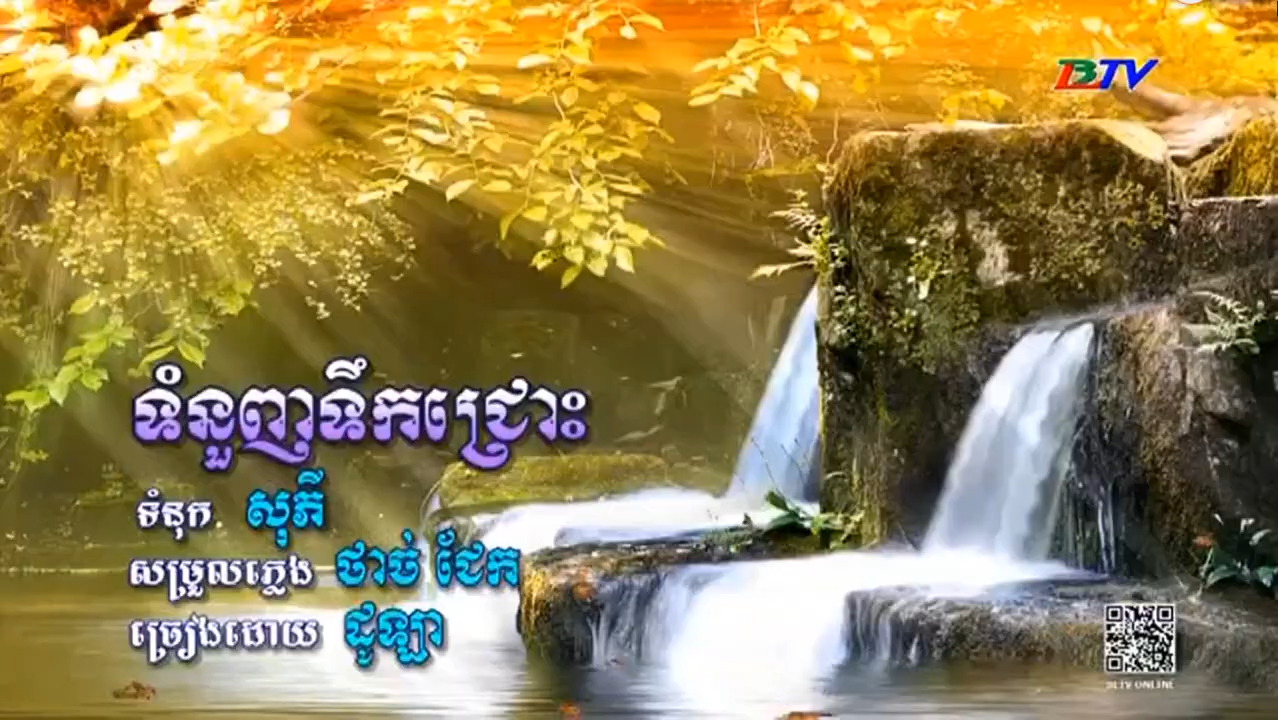 BTV
ទំនួញទឹកជ្រោះ
ទំនុក. សុភី
សម្រួលភ្លេង ថាច់ ជែក
ច្រៀងដោយ ដូឡា
BLTV ONLINE